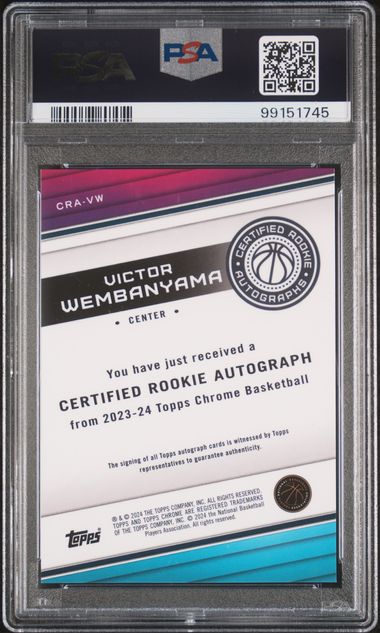 PSA
PSA
99151745
CRA-VW
CERTIFIED ROOKIE
AUTOGRAPHS
VICTOR
WEMBANYAMA
• CENTER •
You have just received a
CERTIFIED ROOKIE AUTOGRAPH
from 2023-24 Topps Chrome Basketball
The signing of all Topps autograph cards is witnessed by Topps
representatives to guarantee authenticity.
Topps
® & © 2024 THE TOPPS COMPANY, INC. ALL RIGHTS RESERVED.
TOPPS AND TOPPS CHROME ARE REGISTERED TRADEMARKS
OF THE TOPPS COMPANY, INC. © 2024 the National Basketball
Players Association. All rights reserved.